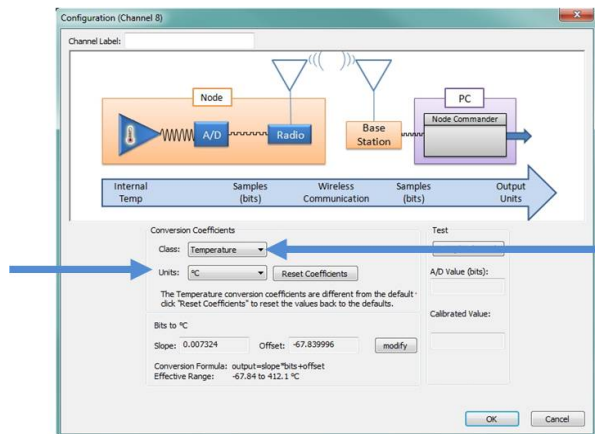 Configuration (Channel 8)
Channel Label:
Node
PC
Node Commander
A/D
Radio
Base
Station
Internal
Temp
Samples
(bits)
Wireless
Communication
Samples
(bits)
Output
Units
Conversion Coefficients
Test
Class: Temperature
Units: ºC
Reset Coefficients
A/D Value (bits):
The Temperature conversion coefficients are different from the default
click "Reset Coefficients" to reset the values back to the defaults.
Calibrated Value:
Bits to ºC
Slope: 0.007324 Offset: -67.839996 modify
Conversion Formula: output=slope*bits+offset
Effective Range: -67.84 to 412.1 ºC
OK Cancel